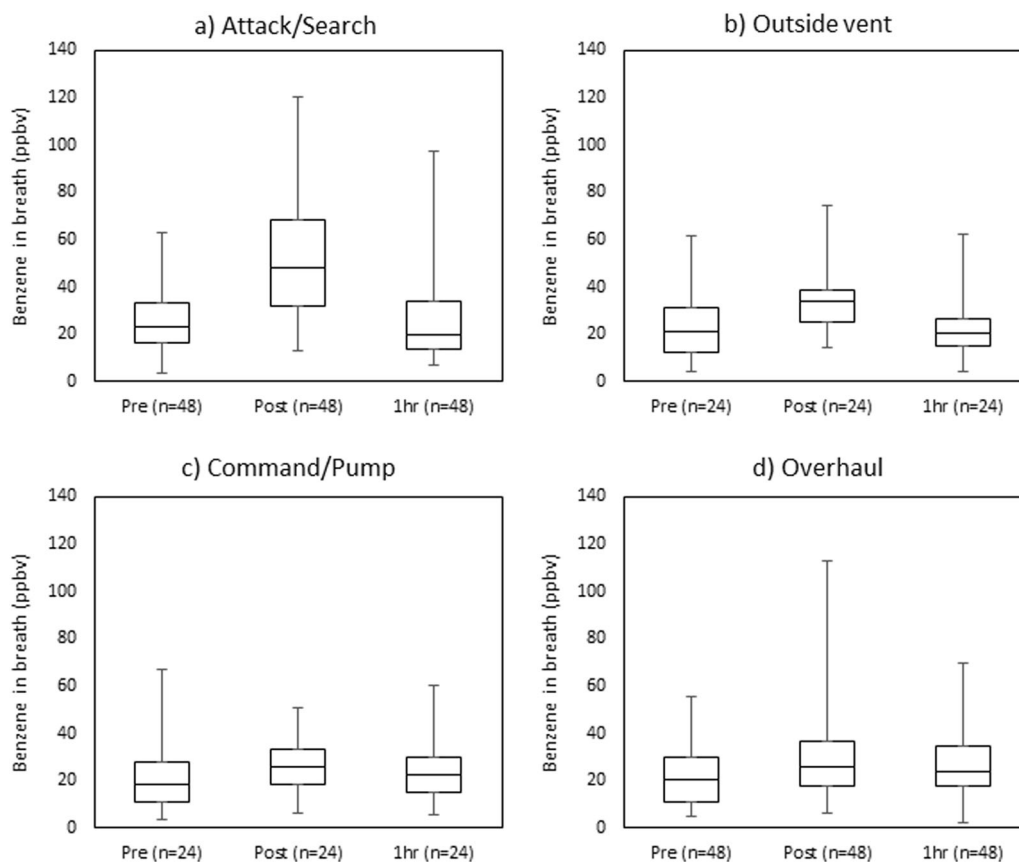 a) Attack/Search
Benzene in breath (ppbv)
140
120
100
80
60
40
20
0
Pre (n=48) Post (n=48) 1hr (n=48)
b) Outside vent
Benzene in breath (ppbv)
140
120
100
80
60
40
20
0
Pre (n=24) Post (n=24) 1hr (n=24)
c) Command/Pump
Benzene in breath (ppbv)
140
120
100
80
60
40
20
0
Pre (n=24) Post (n=24) 1hr (n=24)
d) Overhaul
Benzene in breath (ppbv)
140
120
100
80
60
40
20
0
Pre (n=48) Post (n=48) 1hr (n=48)